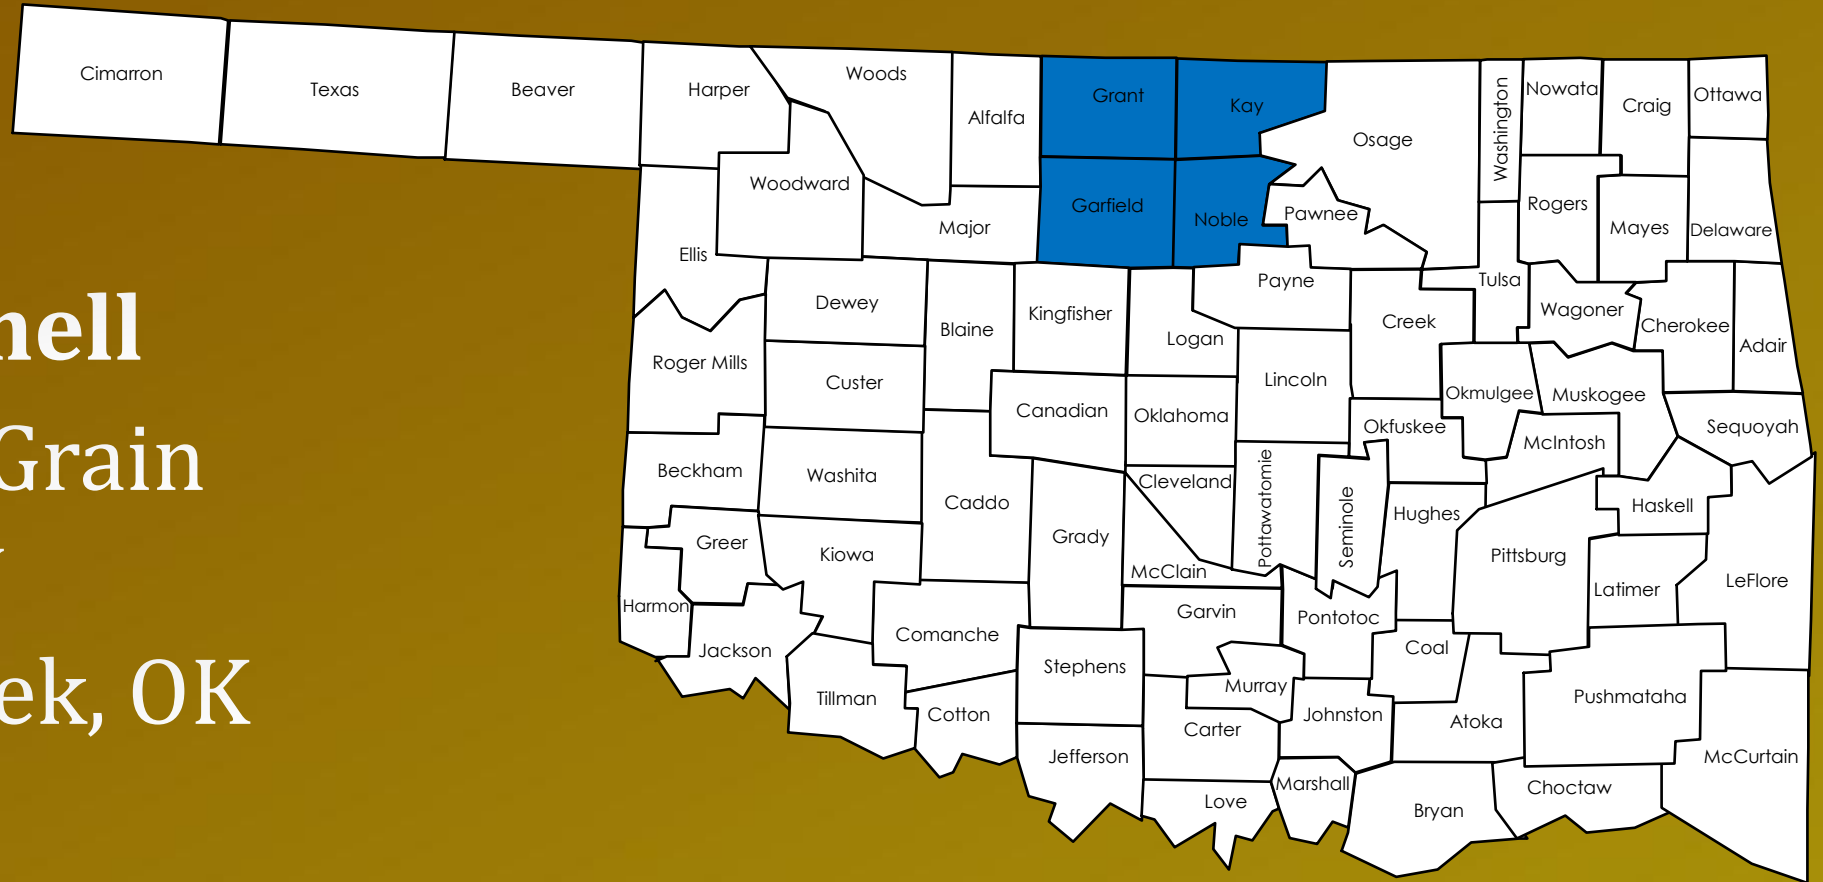 nell
Grain
ek, OK
Cimarron
Texas
Beaver
Harper
Woods
Alfalfa
Grant
Kay
Osage
Washington
Nowata
Craig
Ottawa
Woodward
Major
Garfield
Noble
Pawnee
Rogers
Mayes
Delaware
Ellis
Dewey
Blaine
Kingfisher
Logan
Payne
Creek
Tulsa
Wagoner
Cherokee
Adair
Roger Mills
Custer
Canadian
Oklahoma
Lincoln
Okmulgee
Muskogee
Okfuskee
McIntosh
Sequoyah
Beckham
Washita
Caddo
Grady
Cleveland
Pottawatomie
Seminole
Hughes
Haskell
Pittsburg
Latimer
LeFlore
Greer
Kiowa
McClain
Harmon
Jackson
Comanche
Garvin
Pontotoc
Coal
Stephens
Murray
Tillman
Cotton
Carter
Johnston
Atoka
Pushmataha
Jefferson
McCurtain
Love
Marshall
Bryan
Choctaw